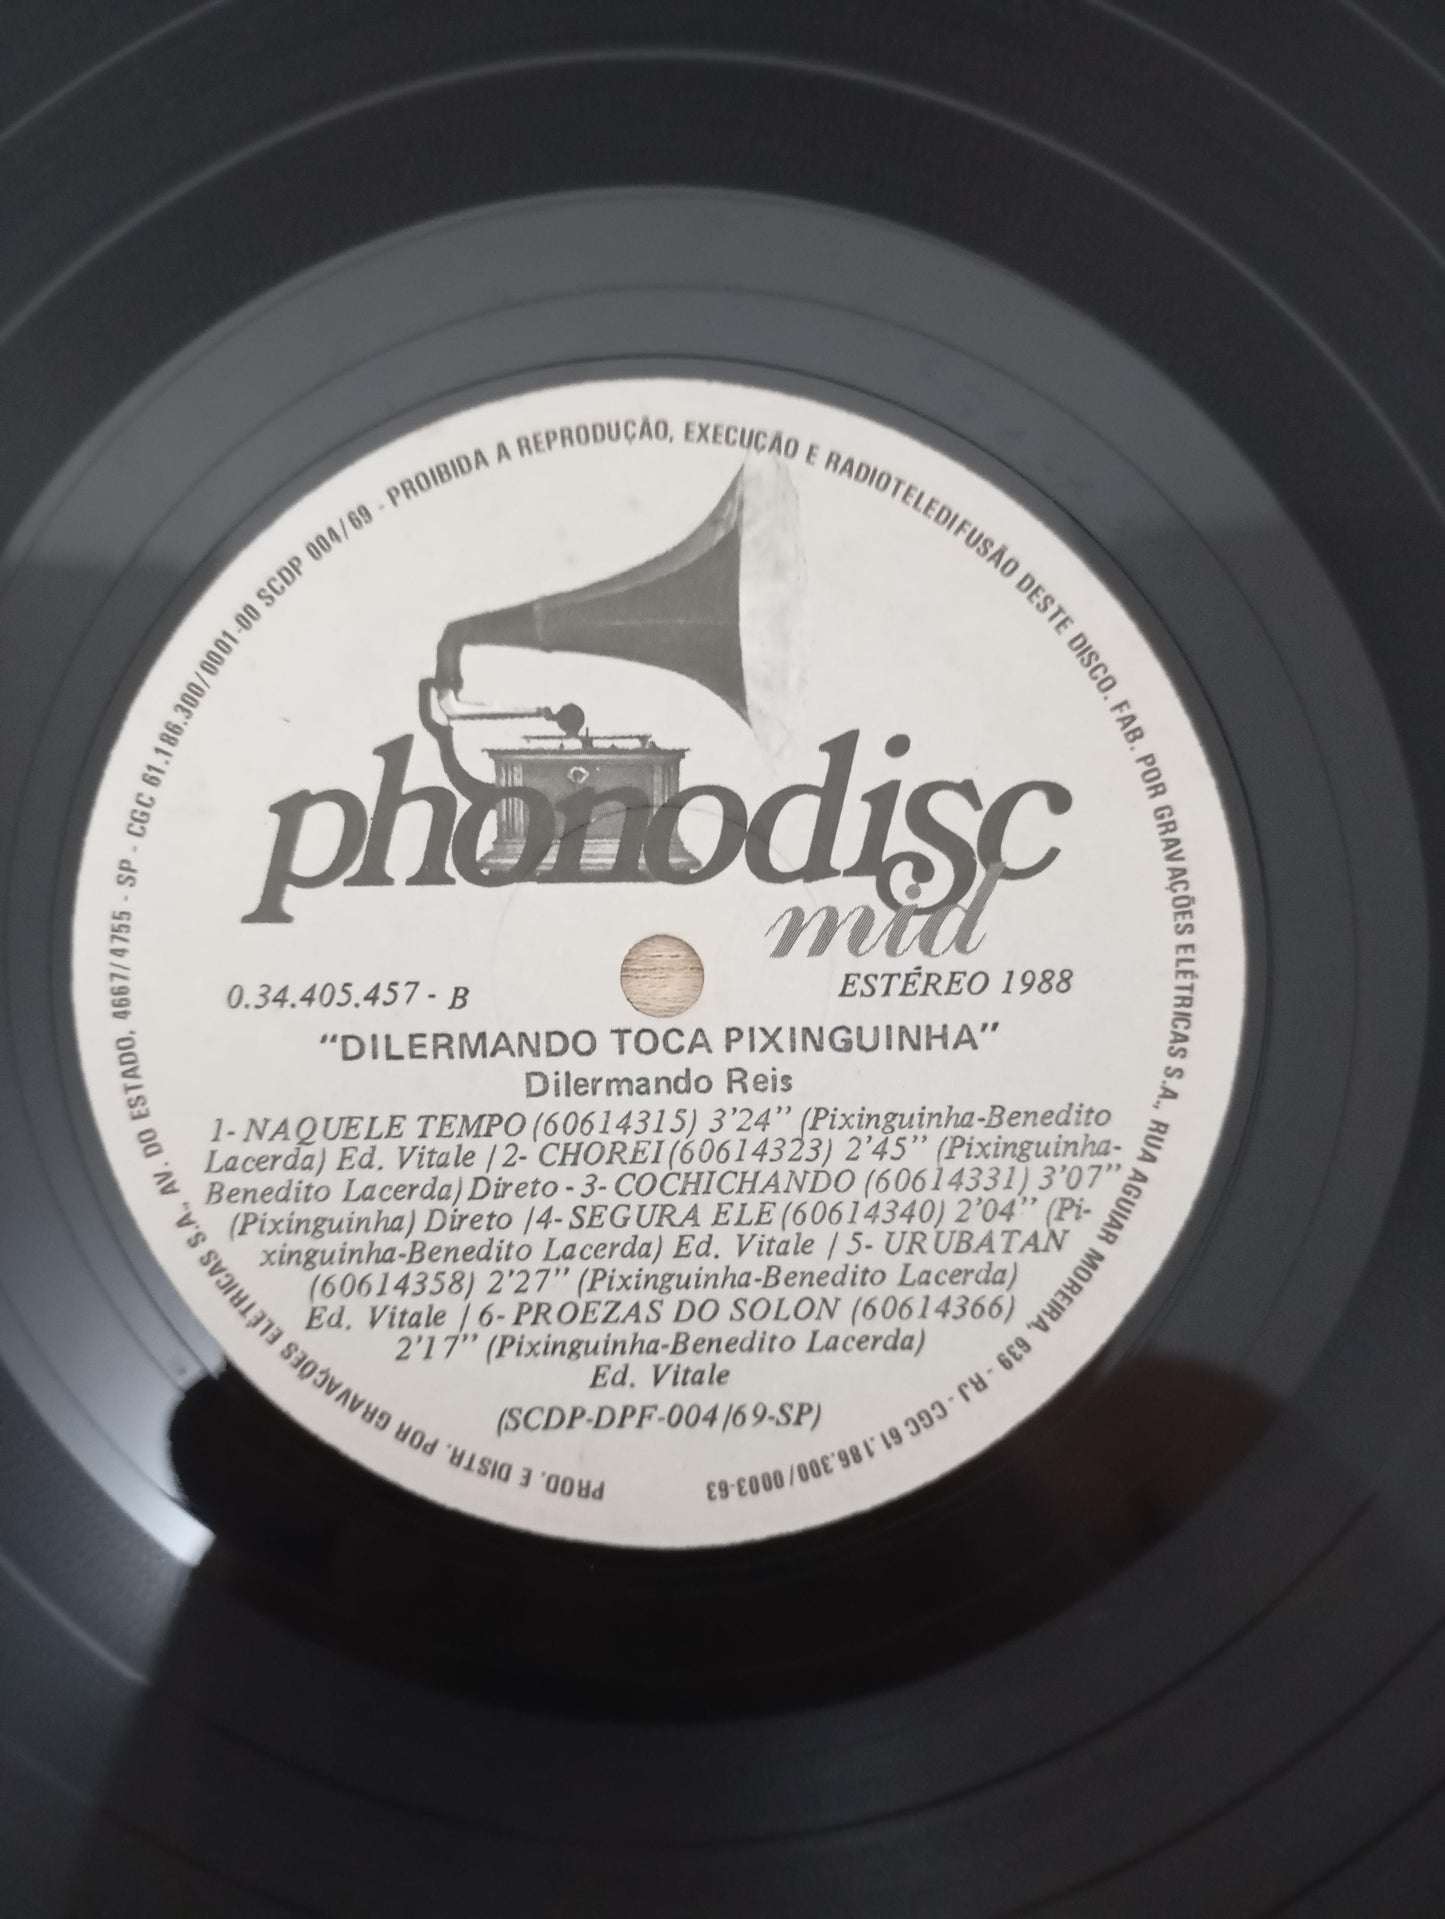 PROD. E DISTR. POR GRAVAÇÕES ELÉTRICAS S.A., AV. DO ESTADO, 4667/4755 - SP - CGC 61.186.300/0001-00 SCDP 004/69 - PROIBIDA A REPRODUÇÃO, EXECUÇÃO E RADIOTELEDIFUSÃO DESTE DISCO. FAB. POR GRAVAÇÕES ELÉTRICAS S.A., RUA AGUIAR MOREIRA, 639 - RJ - CGC 61.186.300/0003-63
phonodisc
mid
0.34.405.457 - B
ESTÉREO 1988
"DILERMANDO TOCA PIXINGUINHA"
Dilermando Reis
1- NAQUELE TEMPO (60614315) 3'24" (Pixinguinha-Benedito
Lacerda) Ed. Vitale / 2- CHOREI (60614323) 2'45" (Pixinguinha-
Benedito Lacerda) Direto - 3- COCHICHANDO (60614331) 3'07"
(Pixinguinha) Direto /4- SEGURA ELE (60614340) 2'04" (Pi-
xinguinha-Benedito Lacerda) Ed. Vitale / 5- URUBATAN
(60614358) 2'27" (Pixinguinha-Benedito Lacerda)
Ed. Vitale / 6- PROEZAS DO SOLON (60614366)
2'17" (Pixinguinha-Benedito Lacerda)
Ed. Vitale
(SCDP-DPF-004/69-SP)